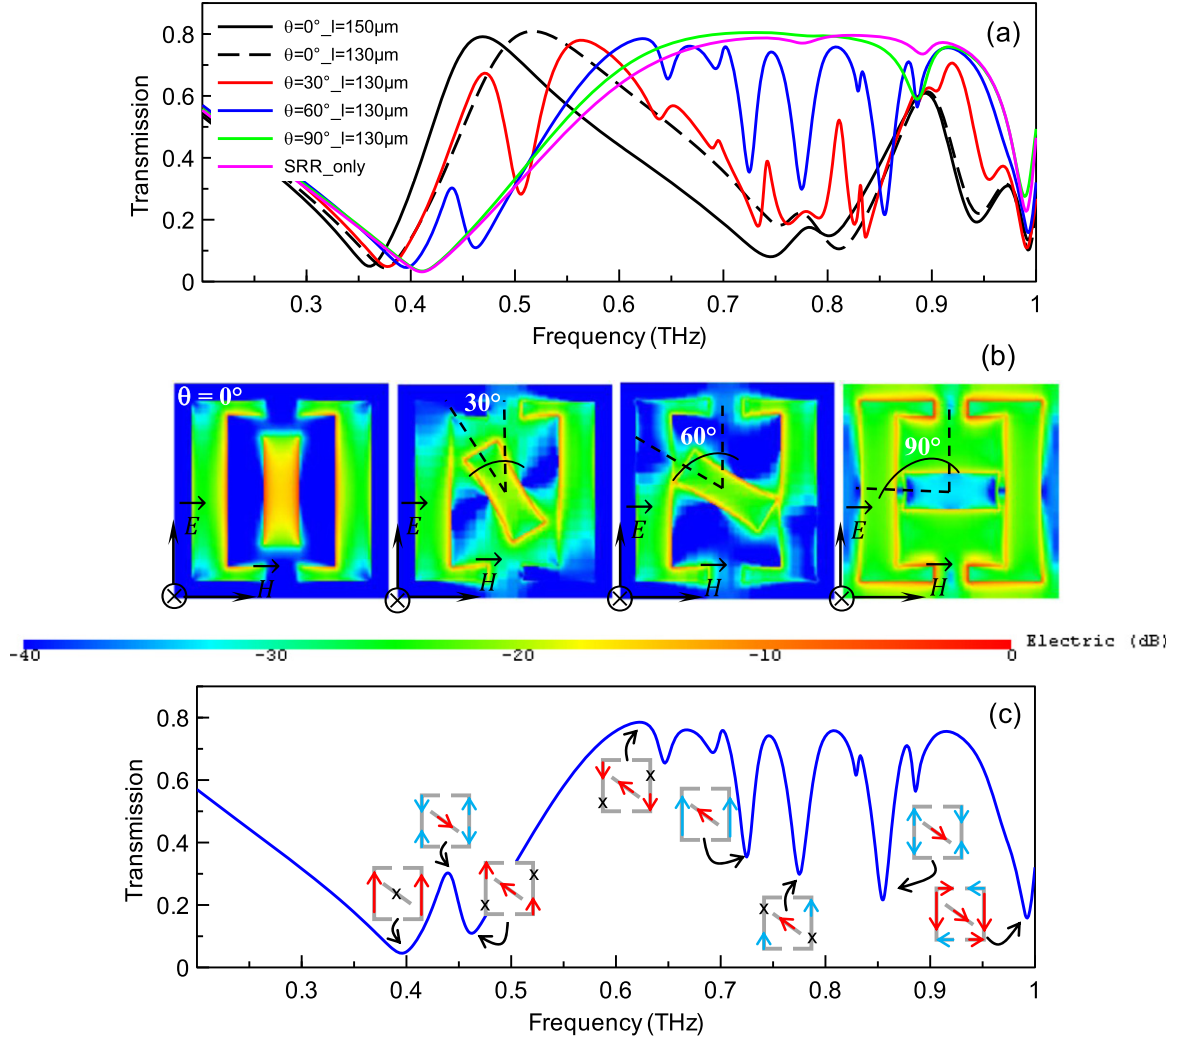 (a)
θ=0°_l=150µm
θ=0°_l=130µm
θ=30°_l=130µm
θ=60°_l=130µm
θ=90°_l=130µm
SRR_only
Transmission
0.8
0.6
0.4
0.2
0
0.3 0.4 0.5 0.6 0.7 0.8 0.9 1
Frequency (THz)
(b)
θ = 0° 30° 60° 90°
E E E E
H H H H
-40 -30 -20 -10 0 Electric (dB)
(c)
Transmission
0.8
0.6
0.4
0.2
0
x x x x x x x
0.3 0.4 0.5 0.6 0.7 0.8 0.9 1
Frequency (THz)